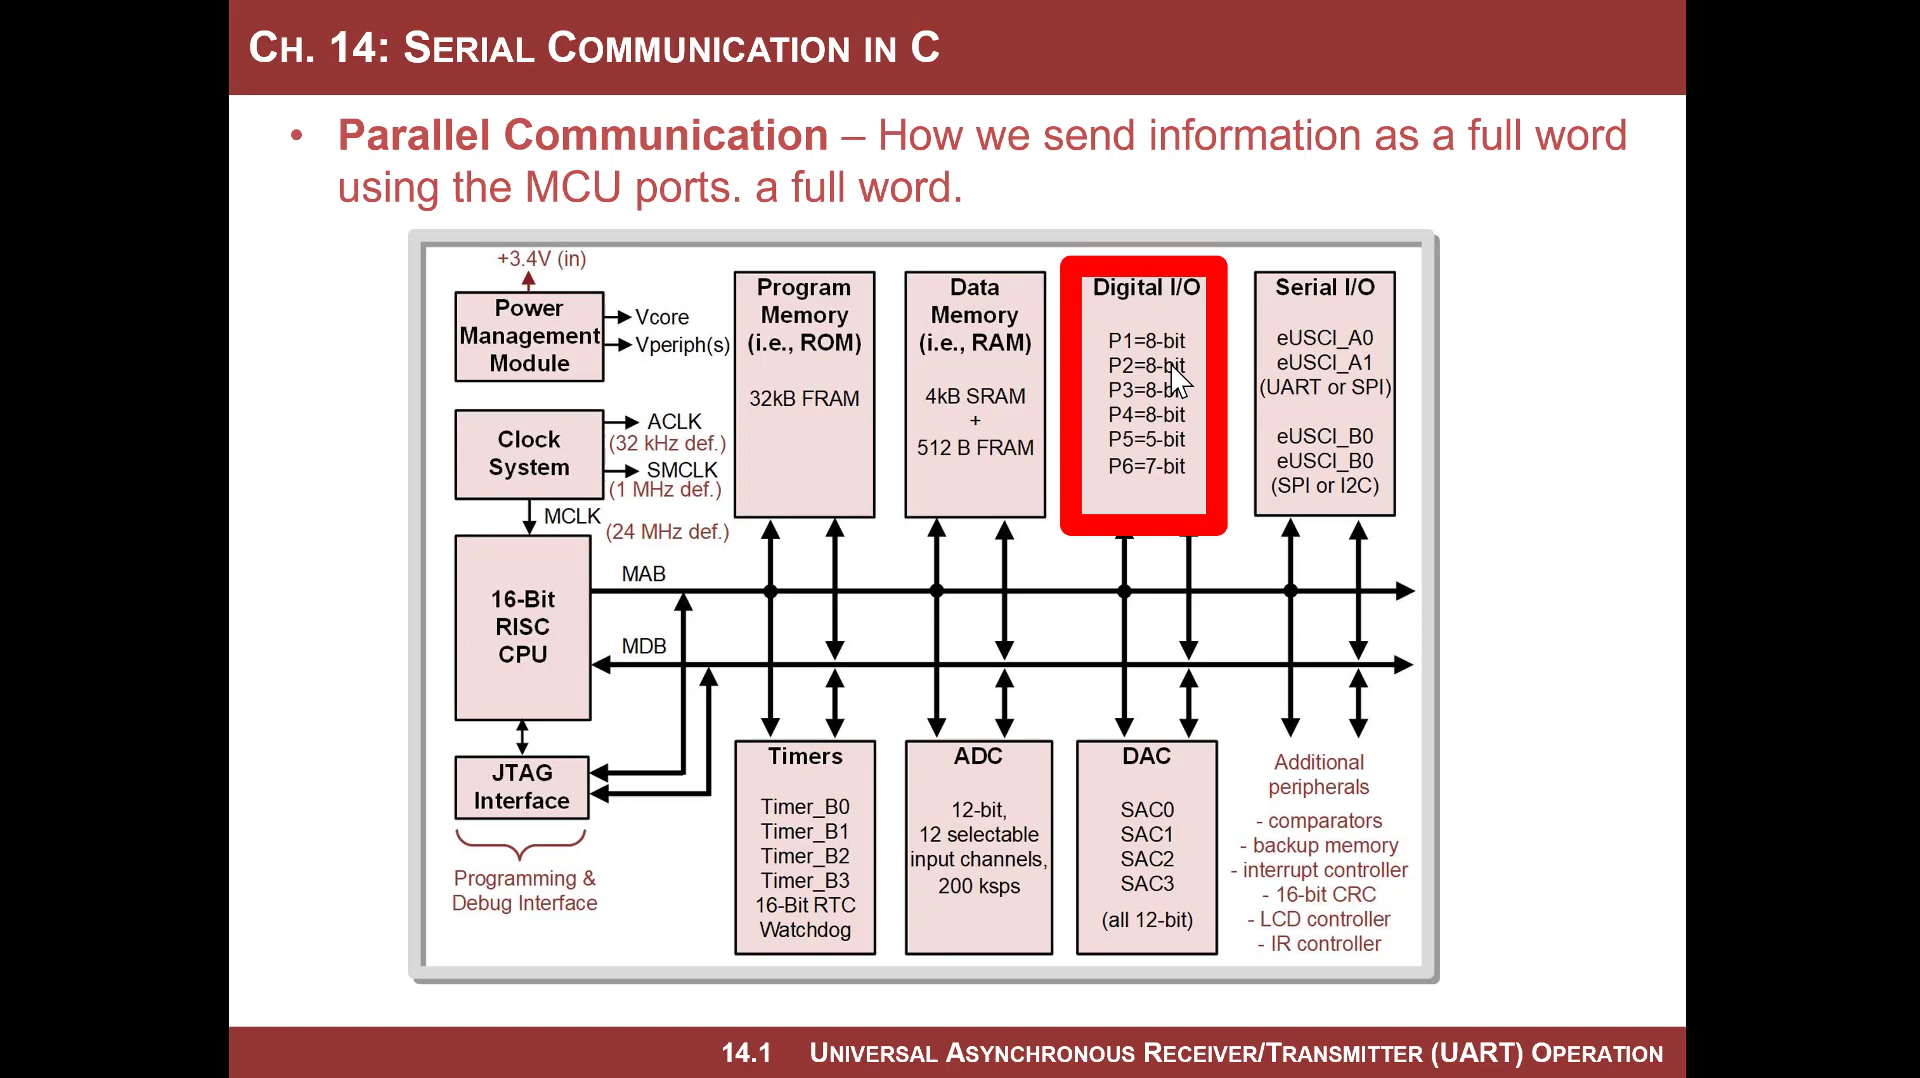 CH. 14: SERIAL COMMUNICATION IN C
• Parallel Communication – How we send information as a full word
using the MCU ports. a full word.
+3.4V (in)
Power
Management
Module
Vcore
Vperiph(s)
Clock
System
ACLK
(32 kHz def.)
SMCLK
(1 MHz def.)
MCLK
(24 MHz def.)
16-Bit
RISC
CPU
MAB
MDB
JTAG
Interface
Programming &
Debug Interface
Program
Memory
(i.e., ROM)
32kB FRAM
Data
Memory
(i.e., RAM)
4kB SRAM
+
512 B FRAM
Digital I/O
P1=8-bit
P2=8-bit
P3=8-bit
P4=8-bit
P5=5-bit
P6=7-bit
Serial I/O
eUSCI_A0
eUSCI_A1
(UART or SPI)
eUSCI_B0
eUSCI_B0
(SPI or I2C)
Timers
Timer_B0
Timer_B1
Timer_B2
Timer_B3
16-Bit RTC
Watchdog
ADC
12-bit,
12 selectable
input channels,
200 ksps
DAC
SAC0
SAC1
SAC2
SAC3
(all 12-bit)
Additional
peripherals
- comparators
- backup memory
- interrupt controller
- 16-bit CRC
- LCD controller
- IR controller
14.1 UNIVERSAL ASYNCHRONOUS RECEIVER/TRANSMITTER (UART) OPERATION